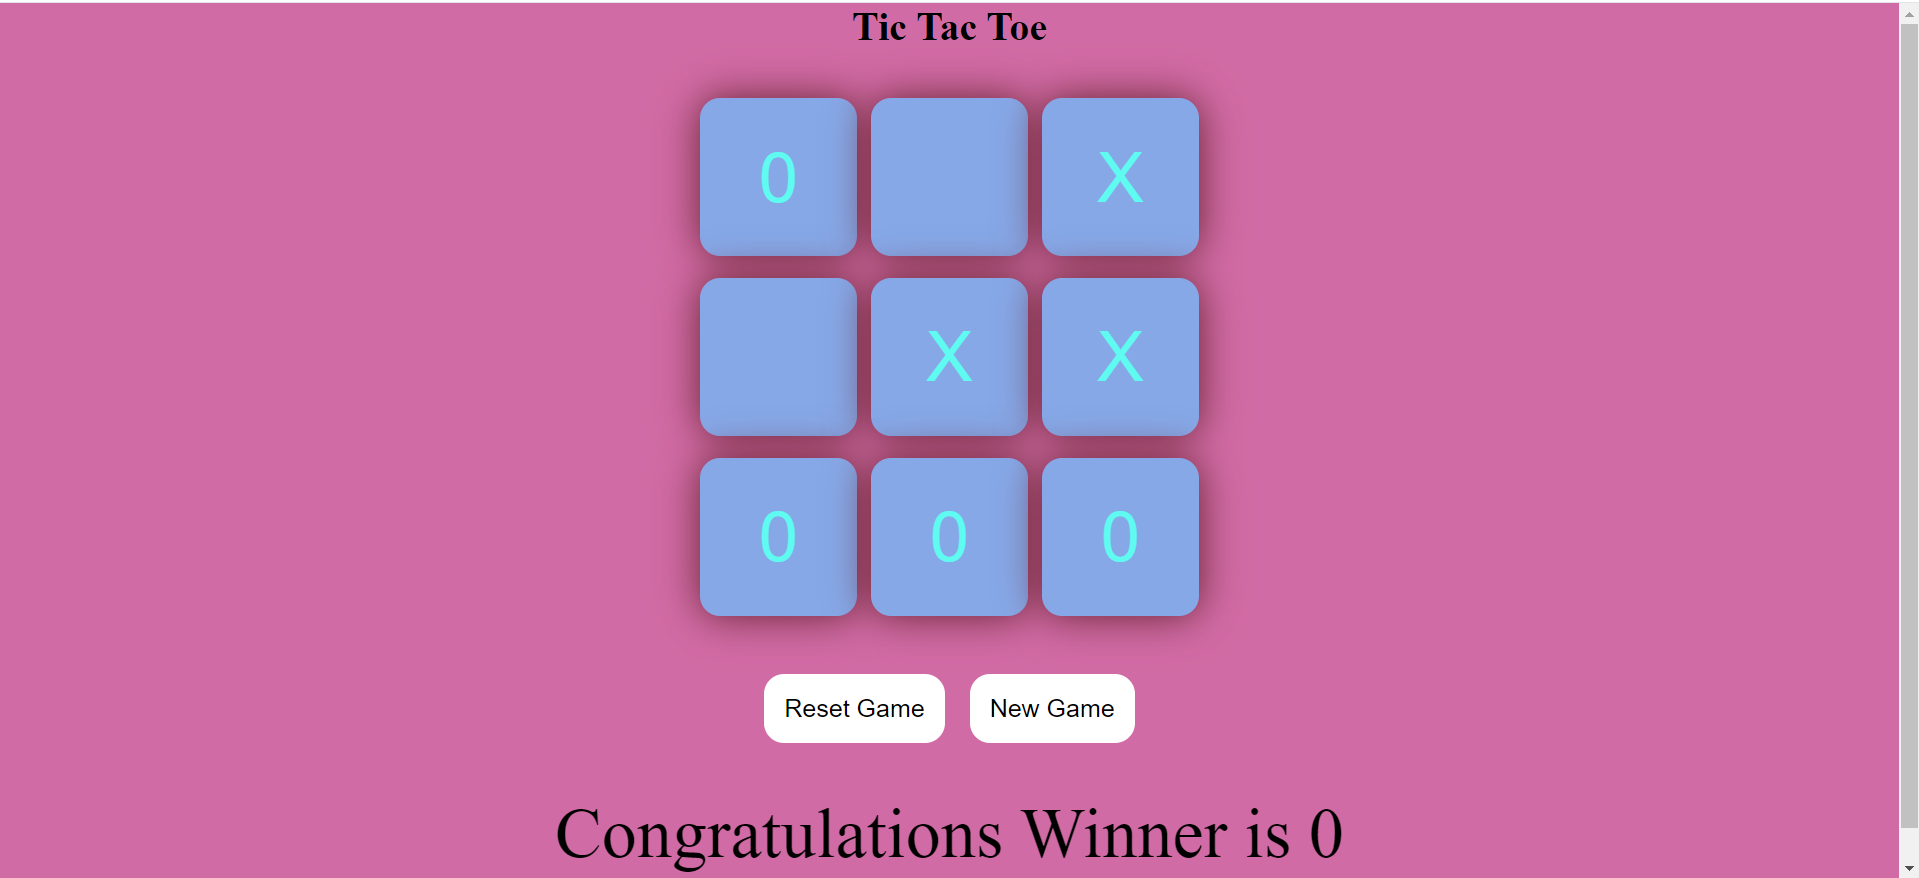 Tic Tac Toe
0 X
X X
0 0 0
Reset Game New Game
Congratulations Winner is 0